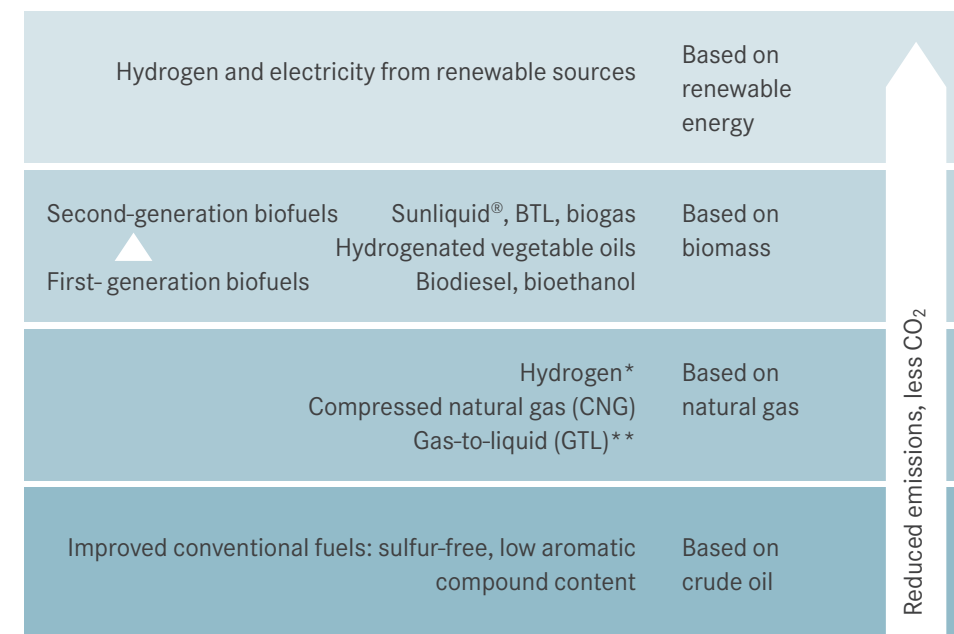 Hydrogen and electricity from renewable sources
Based on
renewable
energy
Second-generation biofuels
First- generation biofuels
Sunliquid®, BTL, biogas
Hydrogenated vegetable oils
Biodiesel, bioethanol
Based on
biomass
Hydrogen*
Compressed natural gas (CNG)
Gas-to-liquid (GTL)**
Based on
natural gas
Improved conventional fuels: sulfur-free, low aromatic
compound content
Based on
crude oil
Reduced emissions, less CO₂